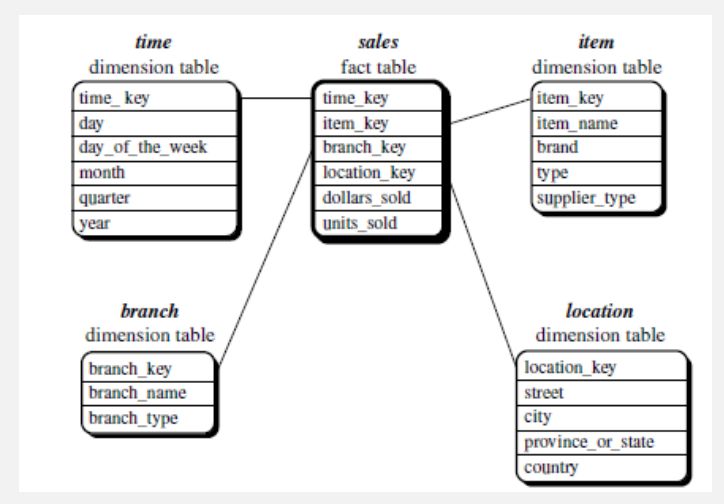 time
dimension table
time_ key
day
day_of_the_week
month
quarter
year
sales
fact table
time_key
item_key
branch_key
location_key
dollars_sold
units_sold
item
dimension table
item_key
item_name
brand
type
supplier_type
branch
dimension table
branch_key
branch_name
branch_type
location
dimension table
location_key
street
city
province_or_state
country